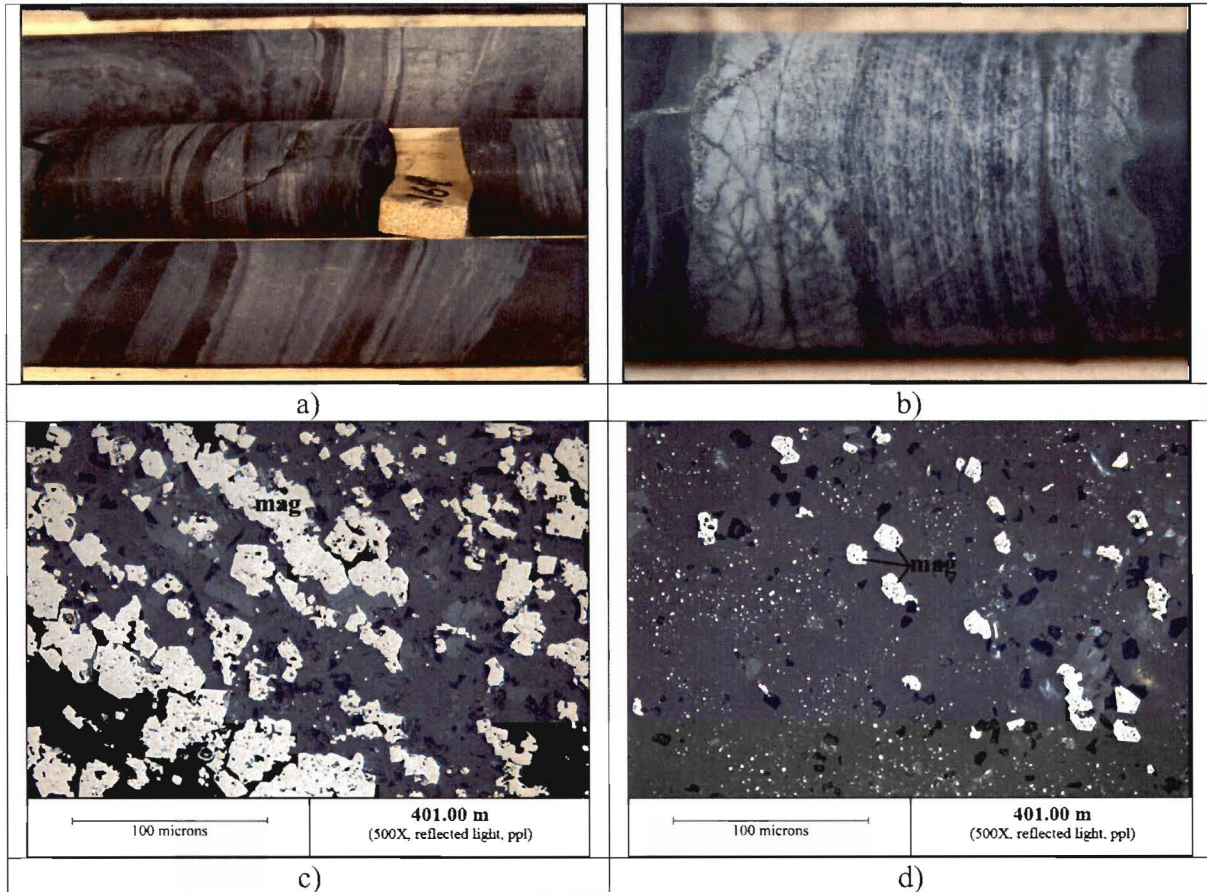 a)
b)
mag
mag
100 microns
401.00 m
(500X, reflected light, ppl)
100 microns
401.00 m
(500X, reflected light, ppl)
c)
d)